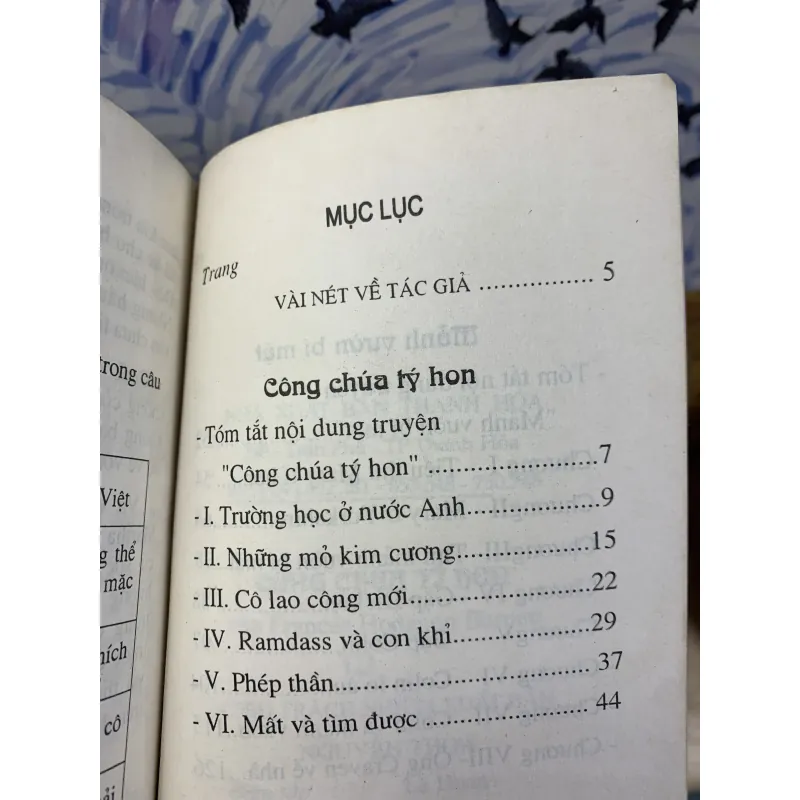 trong câu
Việt
thể
mặc
hích
cô
MỤC LỤC
Trang
VÀI NÉT VỀ TÁC GIẢ ................. 5
Công chúa tý hon
- Tóm tắt nội dung truyện
"Công chúa tý hon" .........................7
- I. Trường học ở nước Anh....................9
- II. Những mỏ kim cương....................15
- III. Cô lao công mới..........................22
- IV. Ramdass và con khỉ....................29
- V. Phép thần......................................37
- VI. Mất và tìm được ........................ 44